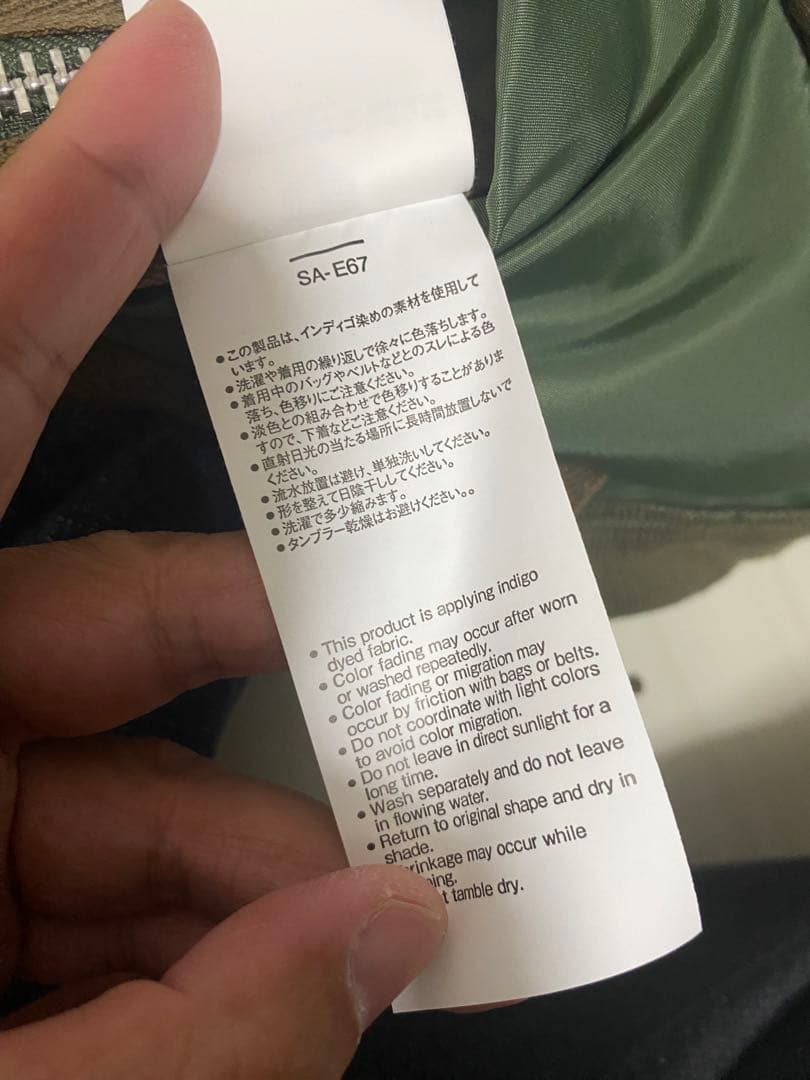 SA-E67
●この製品は、インディゴ染めの素材を使用して
います。
●洗濯や着用の繰り返しで徐々に色落ちします。
●着用中のバッグやベルトなどとのスレによる色
落ち、色移りにご注意ください。
●淡色との組み合わせで色移りすることがありま
すので、下着などご注意ください。
●直射日光の当たる場所に長時間放置しないで
ください。
●流水放置は避け、単独洗いしてください。
●形を整えて日陰干ししてください。
●洗濯で多少縮みます。
●タンブラー乾燥はお避けください。。
● This product is applying indigo
dyed fabric.
● Color fading may occur after worn
or washed repeatedly.
● Color fading or migration may
occur by friction with bags or belts.
● Do not coordinate with light colors
to avoid color migration.
● Do not leave in direct sunlight for a
long time.
● Wash separately and do not leave
in flowing water.
● Return to original shape and dry in
shade.
rinkage may occur while
ing.
t tamble dry.